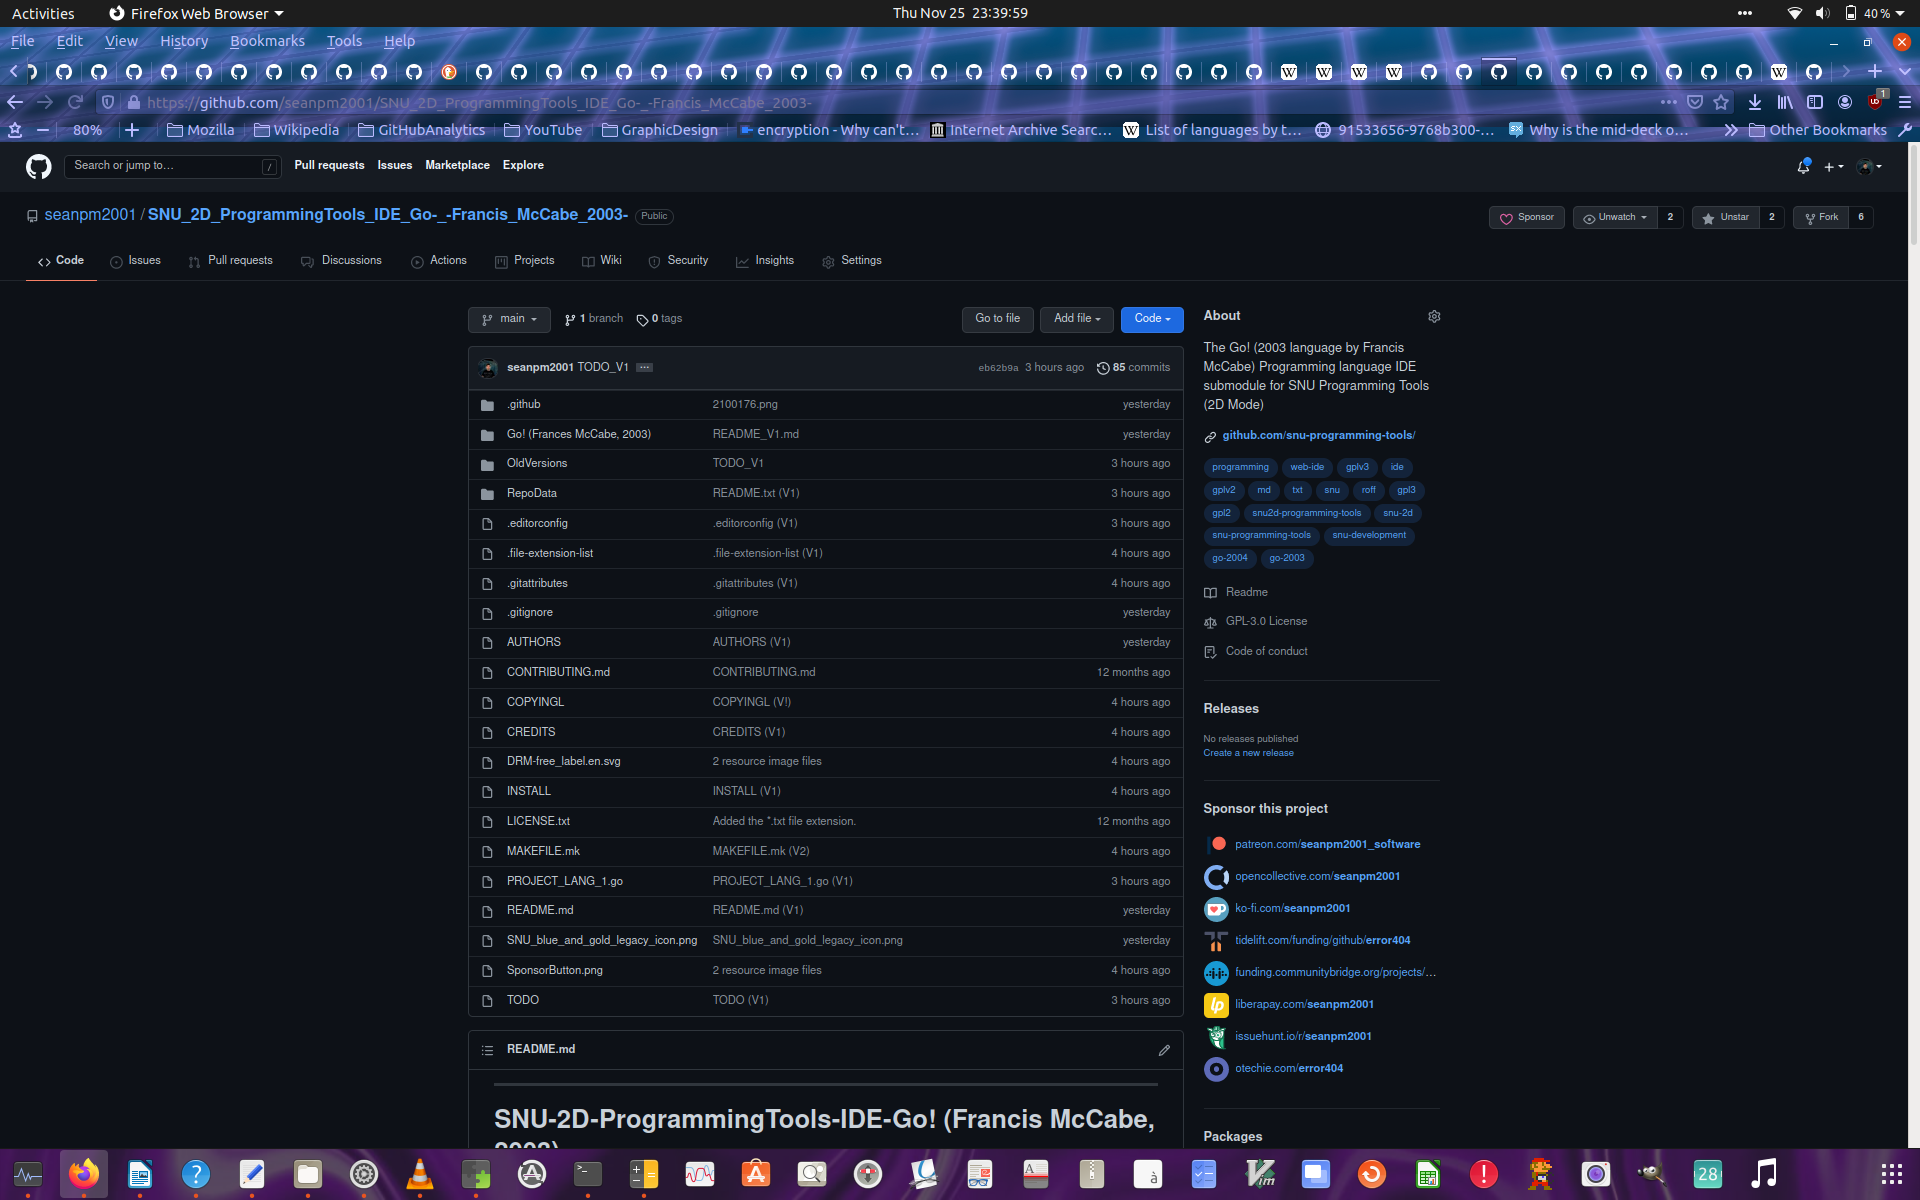 Activities Firefox Web Browser Thu Nov 25 23:39:59 40 %
File Edit View History Bookmarks Tools Help
https://github.com/seanpm2001/SNU_2D_ProgrammingTools_IDE_Go-_-Francis_McCabe_2003- 1
80% Mozilla Wikipedia GitHubAnalytics YouTube GraphicDesign encryption - Why can't… Internet Archive Searc… List of languages by t… 91533656-9768b300-… Why is the mid-deck o… Other Bookmarks
Search or jump to… / Pull requests Issues Marketplace Explore
seanpm2001 / SNU_2D_ProgrammingTools_IDE_Go-_-Francis_McCabe_2003- Public Sponsor Unwatch 2 Unstar 2 Fork 6
Code Issues Pull requests Discussions Actions Projects Wiki Security Insights Settings
main 1 branch 0 tags Go to file Add file Code
seanpm2001 TODO_V1 ... eb62b9a 3 hours ago 85 commits
.github 2100176.png yesterday
Go! (Frances McCabe, 2003) README_V1.md yesterday
OldVersions TODO_V1 3 hours ago
RepoData README.txt (V1) 3 hours ago
.editorconfig .editorconfig (V1) 3 hours ago
.file-extension-list .file-extension-list (V1) 4 hours ago
.gitattributes .gitattributes (V1) 4 hours ago
.gitignore .gitignore yesterday
AUTHORS AUTHORS (V1) yesterday
CONTRIBUTING.md CONTRIBUTING.md 12 months ago
COPYINGL COPYINGL (V!) 4 hours ago
CREDITS CREDITS (V1) 4 hours ago
DRM-free_label.en.svg 2 resource image files 4 hours ago
INSTALL INSTALL (V1) 4 hours ago
LICENSE.txt Added the *.txt file extension. 12 months ago
MAKEFILE.mk MAKEFILE.mk (V2) 4 hours ago
PROJECT_LANG_1.go PROJECT_LANG_1.go (V1) 3 hours ago
README.md README.md (V1) yesterday
SNU_blue_and_gold_legacy_icon.png SNU_blue_and_gold_legacy_icon.png yesterday
SponsorButton.png 2 resource image files 4 hours ago
TODO TODO (V1) 3 hours ago
README.md
SNU-2D-ProgrammingTools-IDE-Go! (Francis McCabe,
2003)
About
The Go! (2003 language by Francis
McCabe) Programming language IDE
submodule for SNU Programming Tools
(2D Mode)
github.com/snu-programming-tools/
programming web-ide gplv3 ide
gplv2 md txt snu roff gpl3
gpl2 snu2d-programming-tools snu-2d
snu-programming-tools snu-development
go-2004 go-2003
Readme
GPL-3.0 License
Code of conduct
Releases
No releases published
Create a new release
Sponsor this project
patreon.com/seanpm2001_software
opencollective.com/seanpm2001
ko-fi.com/seanpm2001
tidelift.com/funding/github/error404
funding.communitybridge.org/projects/…
liberapay.com/seanpm2001
issuehunt.io/r/seanpm2001
otechie.com/error404
Packages
28